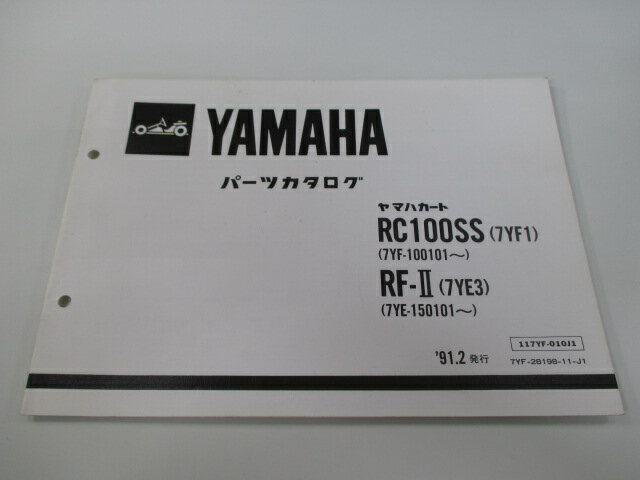 YAMAHA
パーツカタログ
ヤマハカート
RC100SS (7YF1)
(7YF-100101〜)
RF-Ⅱ (7YE3)
(7YE-150101〜)
117YF-010J1
'91.2 発行
7YF-28198-11-J1